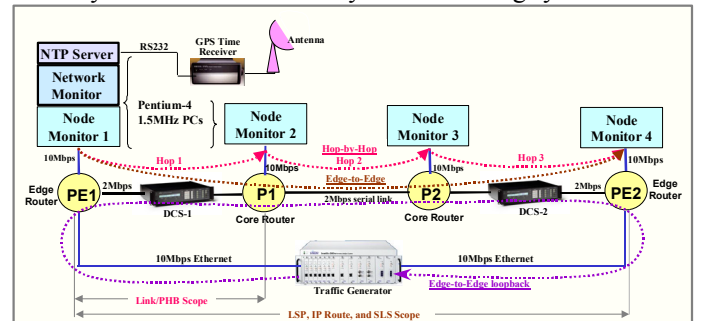 GPS Time
Receiver
Antenna
NTP Server
RS232
Network
Monitor
Pentium-4
1.5MHz PCs
Node
Monitor 1
Node
Monitor 2
Node
Monitor 3
Node
Monitor 4
Hop-by-Hop
10Mbps
Hop 1
10Mbps
Hop 2
10Mbps
Hop 3
10Mbps
Edge-to-Edge
Edge
Router
PE1
2Mbps
DCS-1
P1
Core Router
2Mbps serial link
P2
Core Router
DCS-2
2Mbps
PE2
Edge
Router
10Mbps Ethernet
10Mbps Ethernet
Traffic Generator
Edge-to-Edge loopback
Link/PHB Scope
LSP, IP Route, and SLS Scope